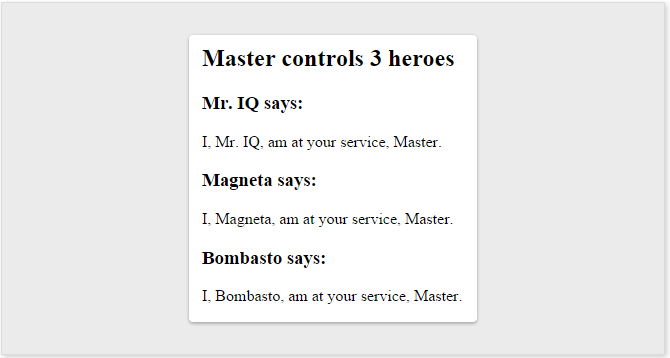 Master controls 3 heroes
Mr. IQ says:
I, Mr. IQ, am at your service, Master.
Magneta says:
I, Magneta, am at your service, Master.
Bombasto says:
I, Bombasto, am at your service, Master.